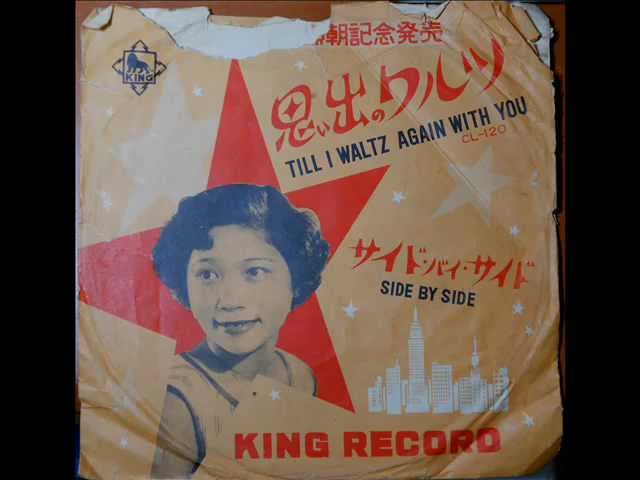 朝記念発売
KING
思い出のワルツ
TILL I WALTZ AGAIN WITH YOU
CL-120
サイド・バイ・サイド
SIDE BY SIDE
KING RECORD